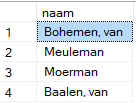 naam
1 Bohemen, van
2 Meuleman
3 Moerman
4 Baalen, van